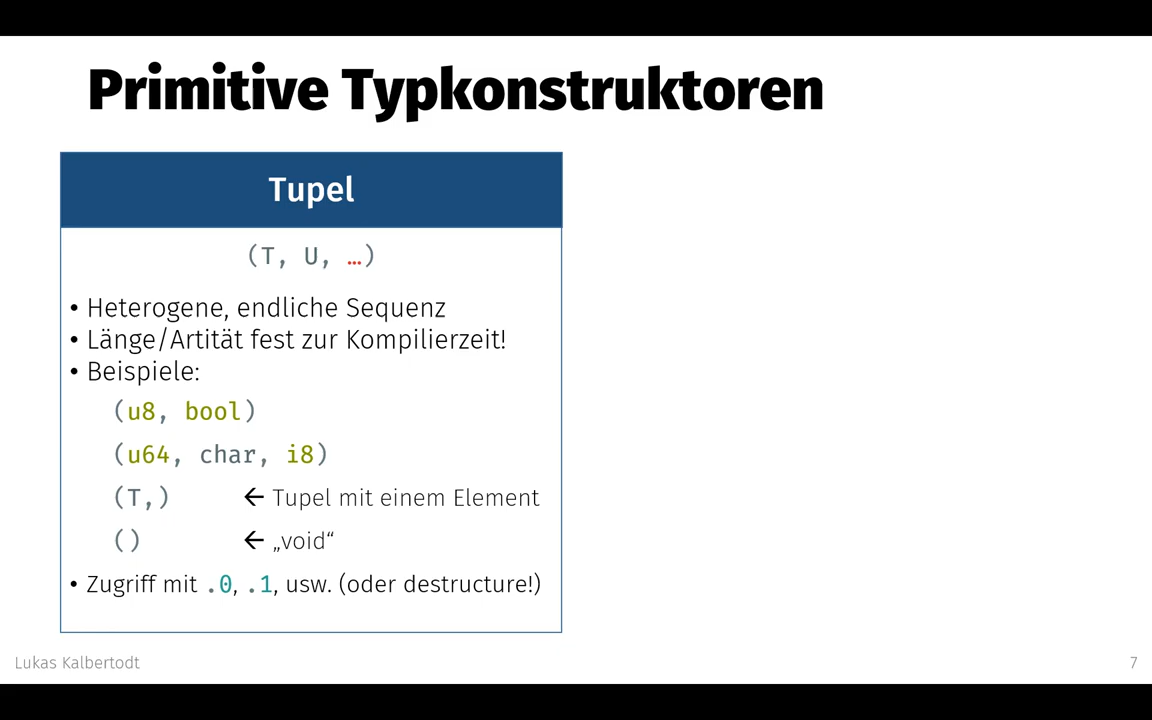 Primitive Typkonstruktoren
Tupel
(T, U, …)
• Heterogene, endliche Sequenz
• Länge/Artität fest zur Kompilierzeit!
• Beispiele:
(u8, bool)
(u64, char, i8)
(T,) ← Tupel mit einem Element
() ← „void“
• Zugriff mit .0, .1, usw. (oder destructure!)
Lukas Kalbertodt
7